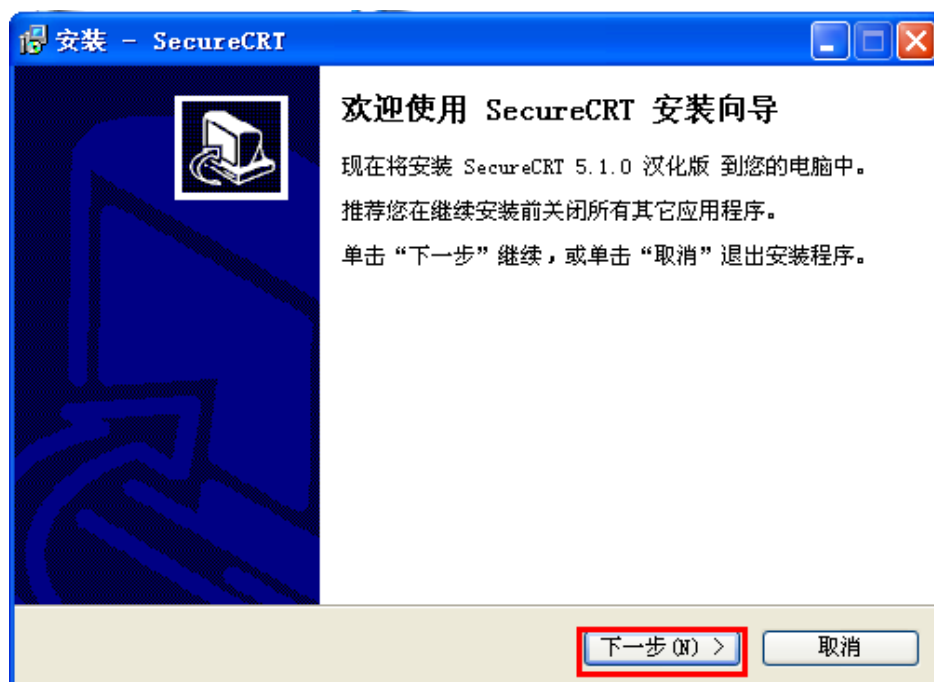 安装 - SecureCRT
欢迎使用 SecureCRT 安装向导
现在将安装 SecureCRT 5.1.0 汉化版 到您的电脑中。
推荐您在继续安装前关闭所有其它应用程序。
单击“下一步”继续，或单击“取消”退出安装程序。
下一步(N) >
取消